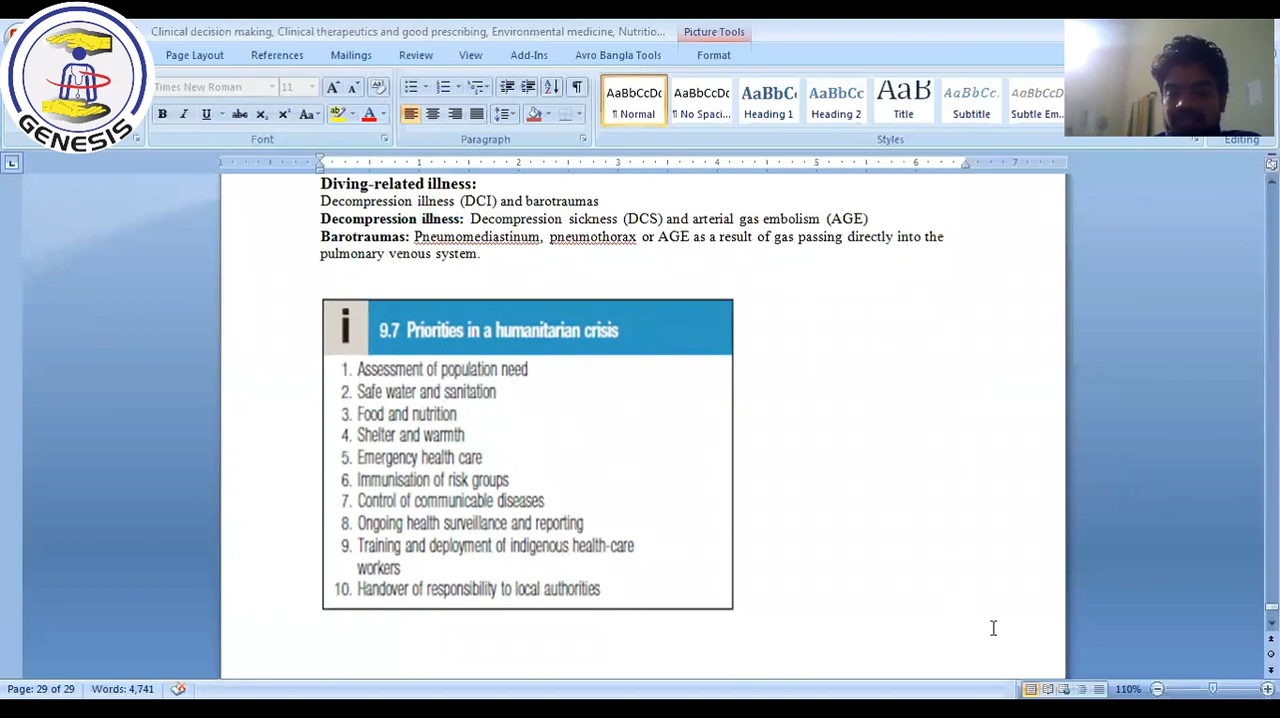 Clinical decision making, Clinical therapeutics and good prescribing, Environmental medicine, Nutritio...
Picture Tools
Page Layout References Mailings Review View Add-Ins Avro Bangla Tools Format
Times New Roman 11
GENESIS
Font Paragraph Styles Editing
AaBbCcDc AaBbCcDc AaBbCc AaBbCc AaB AaBbCc. AaBbCcDc
¶ Normal ¶ No Spaci... Heading 1 Heading 2 Title Subtitle Subtle Em...
1 2 3 4 5 6 7
Diving-related illness:
Decompression illness (DCI) and barotraumas
Decompression illness: Decompression sickness (DCS) and arterial gas embolism (AGE)
Barotraumas: Pneumomediastinum, pneumothorax or AGE as a result of gas passing directly into the
pulmonary venous system.
i 9.7 Priorities in a humanitarian crisis
1. Assessment of population need
2. Safe water and sanitation
3. Food and nutrition
4. Shelter and warmth
5. Emergency health care
6. Immunisation of risk groups
7. Control of communicable diseases
8. Ongoing health surveillance and reporting
9. Training and deployment of indigenous health-care
workers
10. Handover of responsibility to local authorities
Page: 29 of 29 Words: 4,741 110%